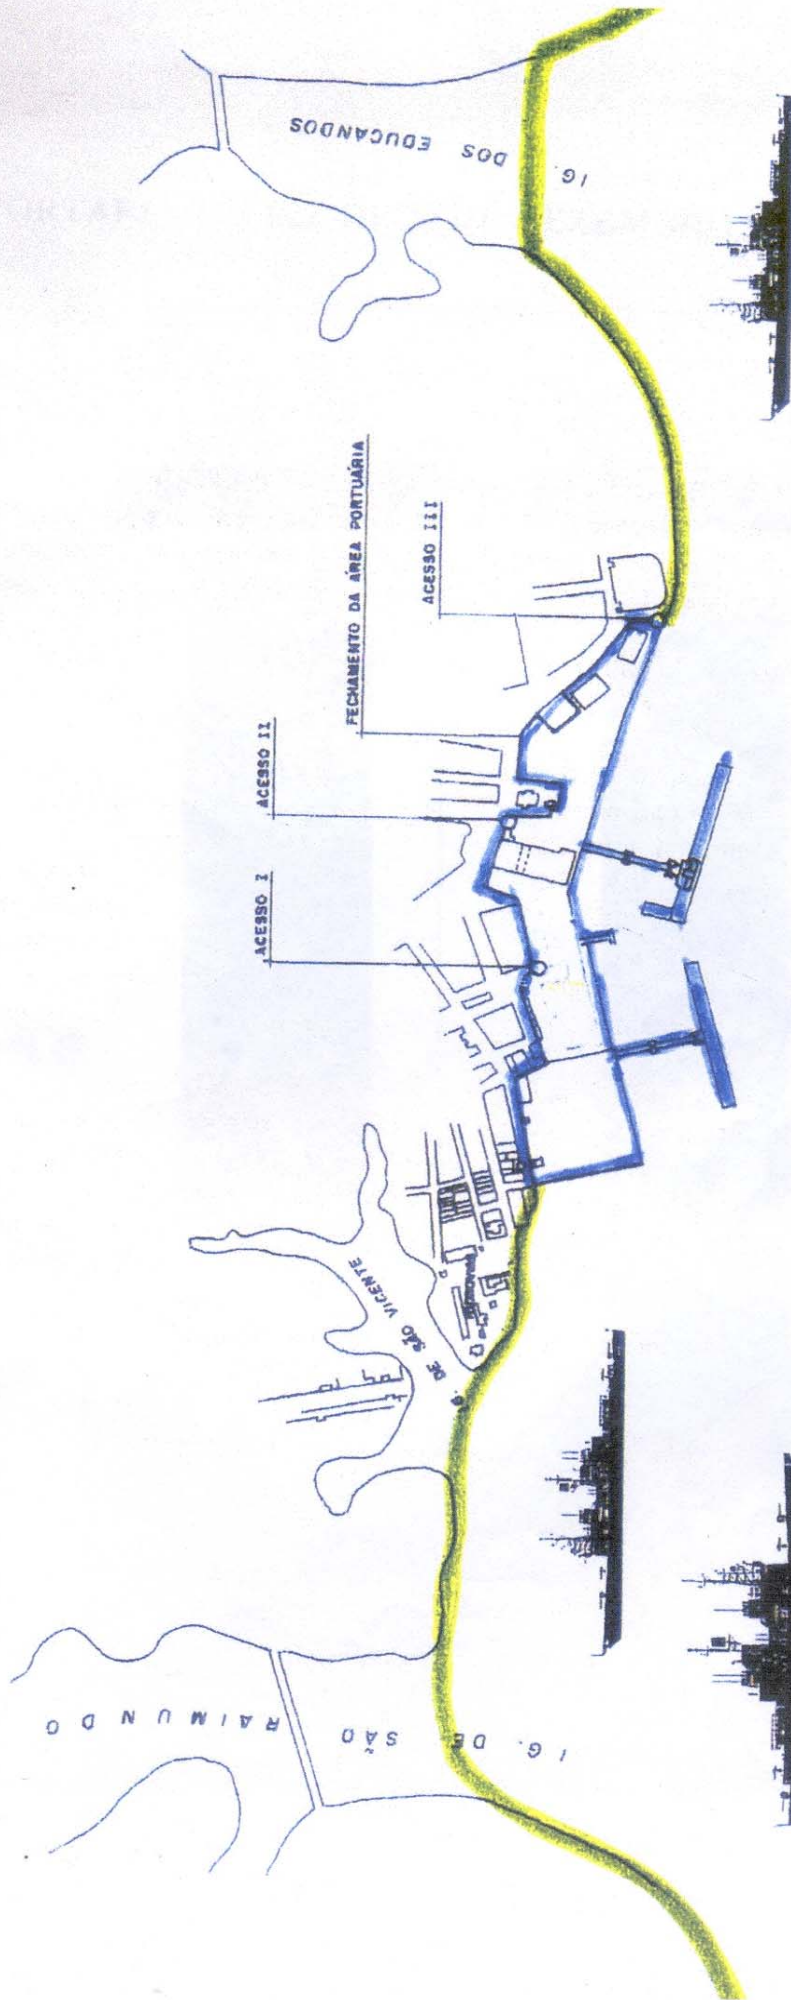 IG. DE SÃO RAIMUNDO
DE SÃO VICENTE
ACESSO I
ACESSO II
FECHAMENTO DA ÁREA PORTUÁRIA
ACESSO III
IG. DOS EDUCANDOS